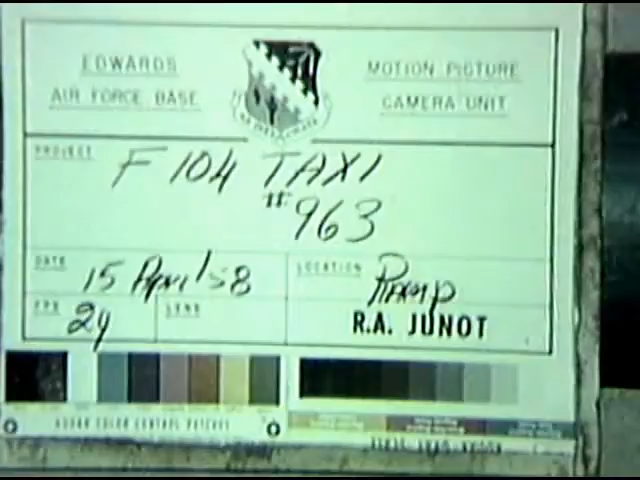 EDWARDS
AIR FORCE BASE
MOTION PICTURE
CAMERA UNIT
PROJECT
F 104 TAXI
#963
DATE
15 April 58
LOCATION
Ramp
FPS
24
LENS
R.A. JUNOT
KODAK COLOR CONTROL PATCHES